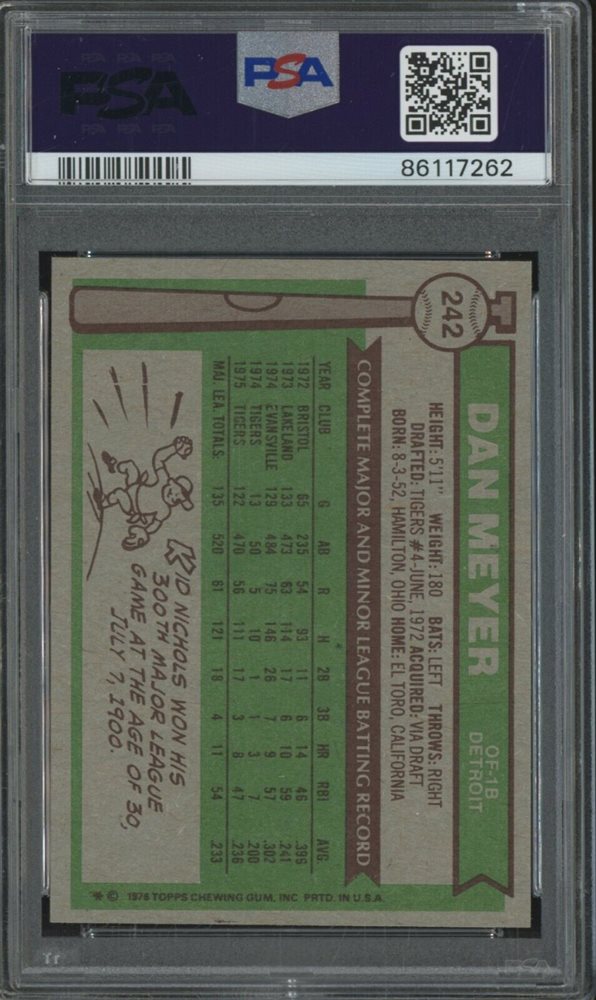 PSA
PSA PSA PSA
PSA
PSA PSA PSA
86117262
242
DAN MEYER
OF-1B
DETROIT
HEIGHT: 5'11" WEIGHT: 180 BATS: LEFT THROWS: RIGHT
DRAFTED: TIGERS #4-JUNE, 1972 ACQUIRED: VIA DRAFT
BORN: 8-3-52, HAMILTON, OHIO HOME: EL TORO, CALIFORNIA
COMPLETE MAJOR AND MINOR LEAGUE BATTING RECORD
YEAR CLUB G AB R H 2B 3B HR RBI AVG.
1972 BRISTOL 65 235 54 93 11 6 14 46 .396
1973 LAKELAND 133 473 63 114 17 6 10 59 .241
1974 EVANSVILLE 129 484 75 146 26 7 9 57 .302
1974 TIGERS 13 50 5 10 1 1 3 7 .200
1975 TIGERS 122 470 56 111 17 3 8 47 .236
MAJ. LEA. TOTALS: 135 520 61 121 18 4 11 54 .233
KID NICHOLS WON HIS
300TH MAJOR LEAGUE
GAME AT THE AGE OF 30,
JULY 7, 1900.
* © 1976 TOPPS CHEWING GUM, INC PRTD. IN U.S.A.